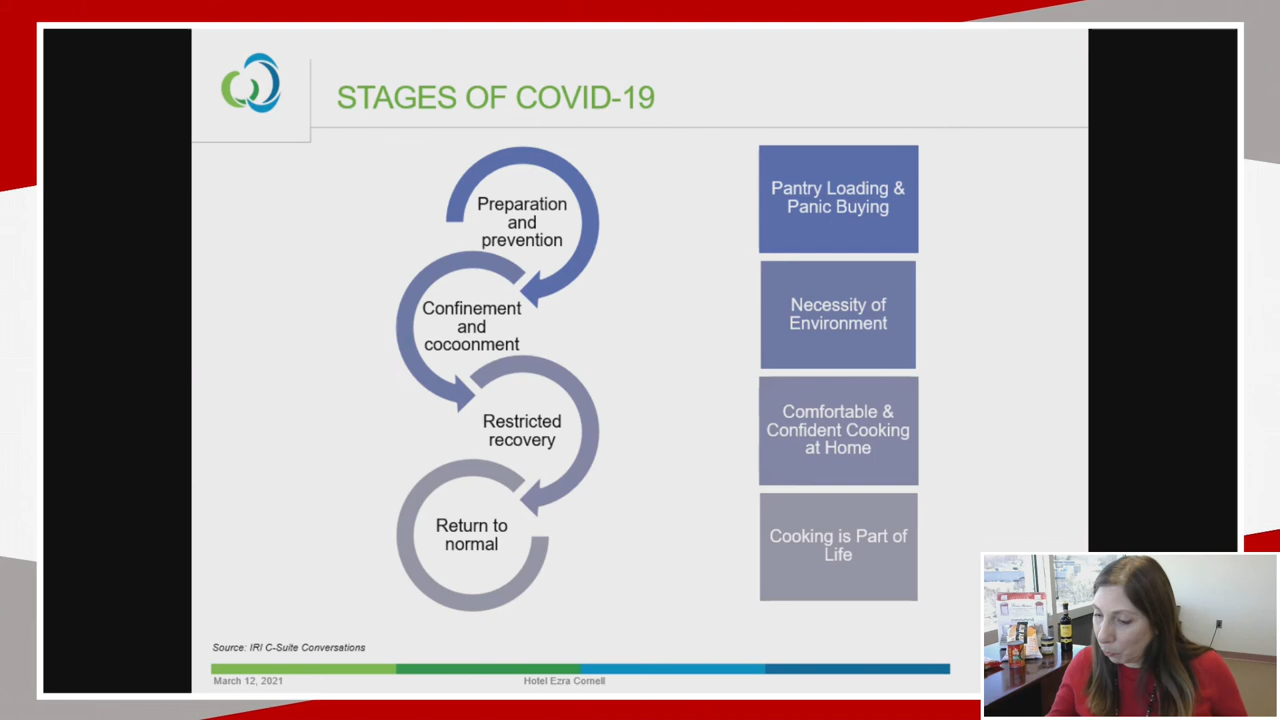 STAGES OF COVID-19
Preparation
and
prevention
Confinement
and
cocoonment
Restricted
recovery
Return to
normal
Pantry Loading &
Panic Buying
Necessity of
Environment
Comfortable &
Confident Cooking
at Home
Cooking is Part of
Life
Source: IRI C-Suite Conversations
March 12, 2021
Hotel Ezra Cornell